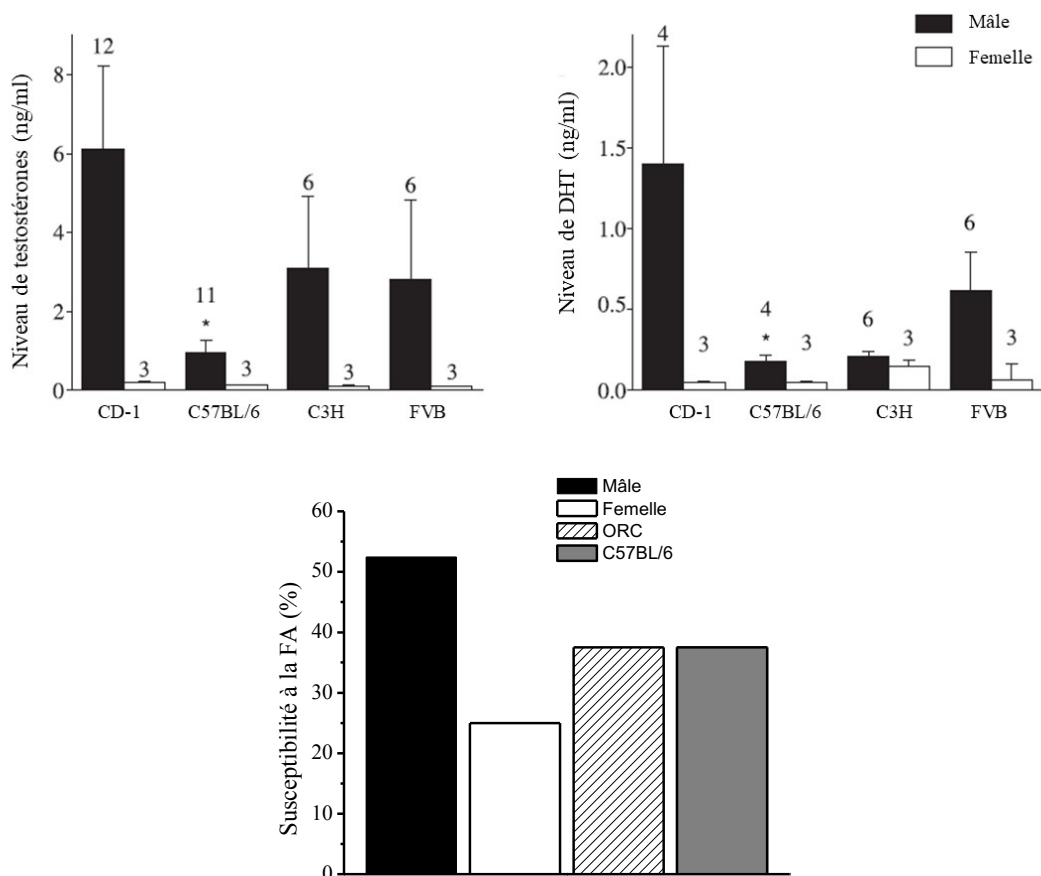 Mâle
Femelle
Niveau de testostérones (ng/ml)
8
6
4
2
0
12
3
11
*
3
6
3
6
3
CD-1
C57BL/6
C3H
FVB
Niveau de DHT (ng/ml)
2.0
1.5
1.0
0.5
0.0
4
3
4
*
3
6
3
6
3
CD-1
C57BL/6
C3H
FVB
Mâle
Femelle
ORC
C57BL/6
Susceptibilité à la FA (%)
60
50
40
30
20
10
0